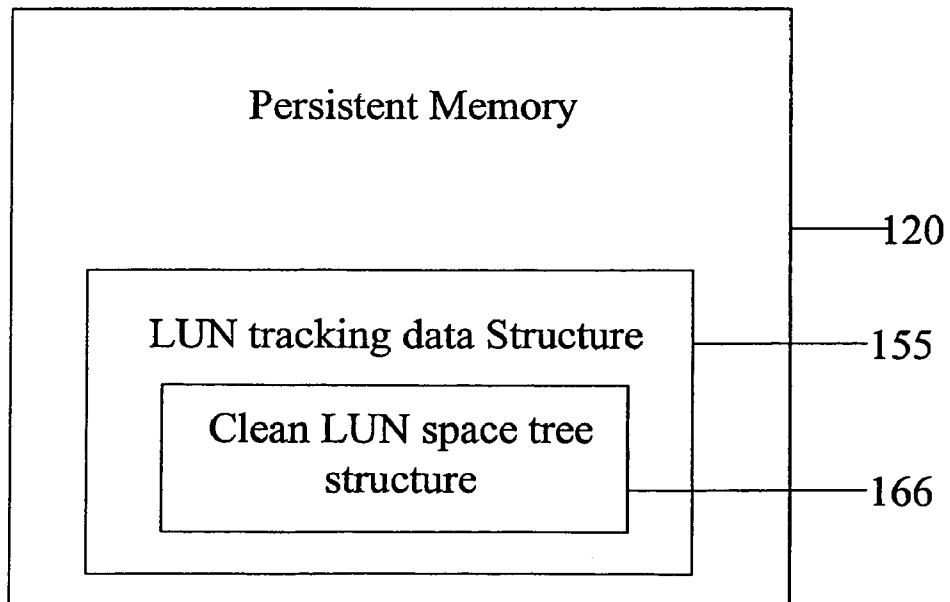 Persistent Memory
120
LUN tracking data Structure
155
Clean LUN space tree
structure
166